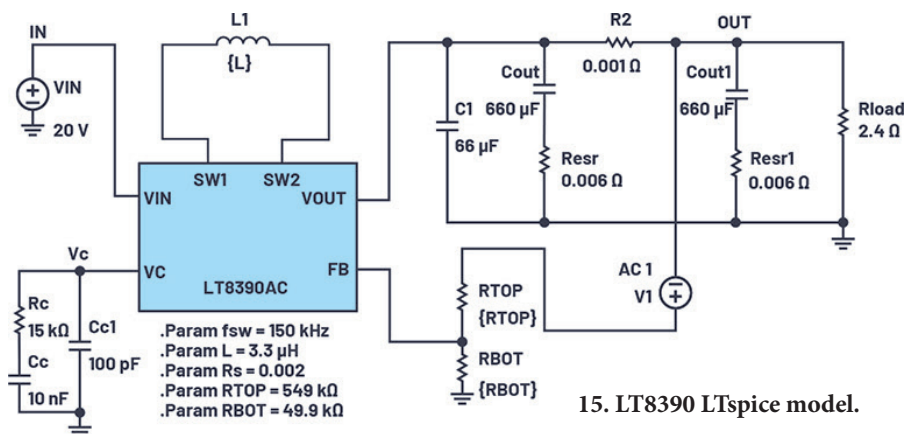 L1
{L}
IN
VIN
20 V
R2
0.001 Ω
OUT
Cout
660 µF
C1
66 µF
Resr
0.006 Ω
Cout1
660 µF
Resr1
0.006 Ω
Rload
2.4 Ω
SW1
SW2
VIN
VOUT
VC
FB
LT8390AC
Vc
Rc
15 kΩ
Cc
10 nF
Cc1
100 pF
.Param fsw = 150 kHz
.Param L = 3.3 µH
.Param Rs = 0.002
.Param RTOP = 549 kΩ
.Param RBOT = 49.9 kΩ
RTOP
{RTOP}
RBOT
{RBOT}
AC 1
V1
15. LT8390 LTspice model.